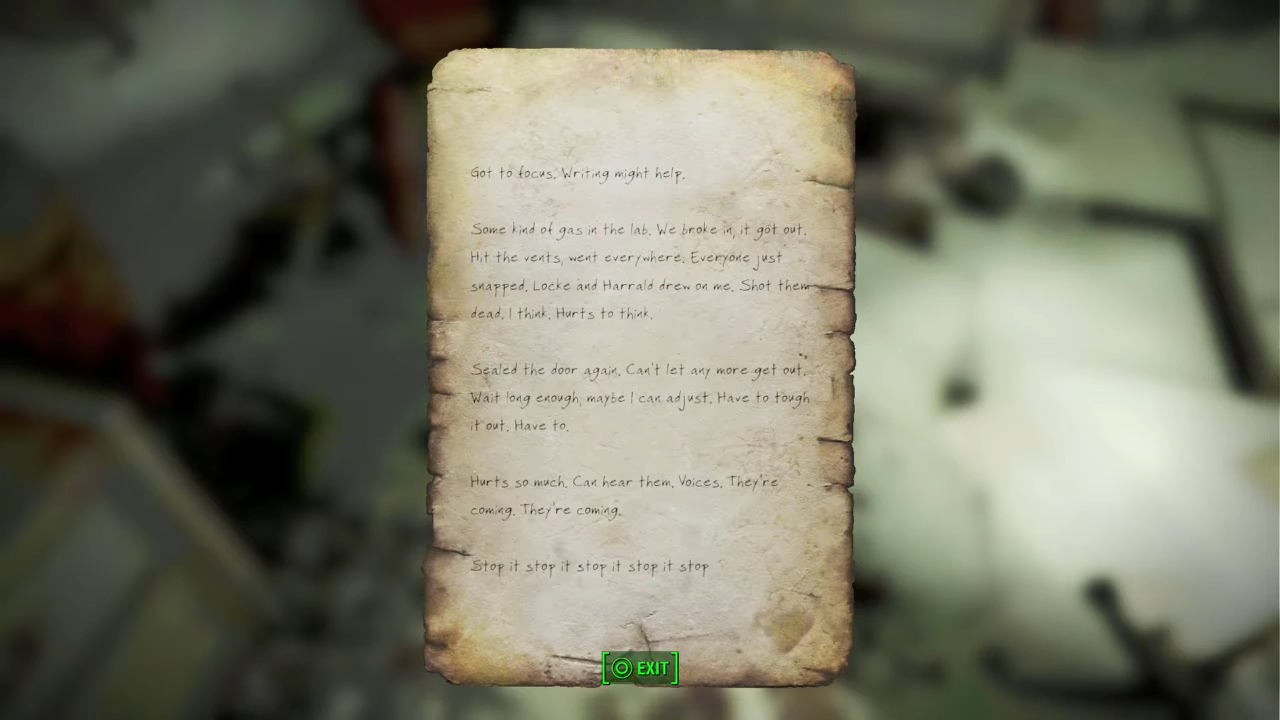 Got to focus. Writing might help.
Some kind of gas in the lab. We broke in, it got out.
Hit the vents, went everywhere. Everyone just
snapped. Locke and Harrald drew on me. Shot them
dead. I think. Hurts to think.
Sealed the door again. Can't let any more get out.
Wait long enough, maybe I can adjust. Have to tough
it out. Have to.
Hurts so much. Can hear them. Voices. They're
coming. They're coming.
Stop it stop it stop it stop it stop
EXIT